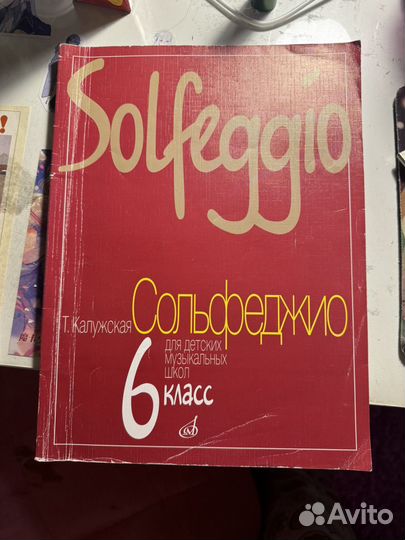 Solfeggio
Т. Калужская Сольфеджио
для детских
музыкальных
школ
6 класс
Avito